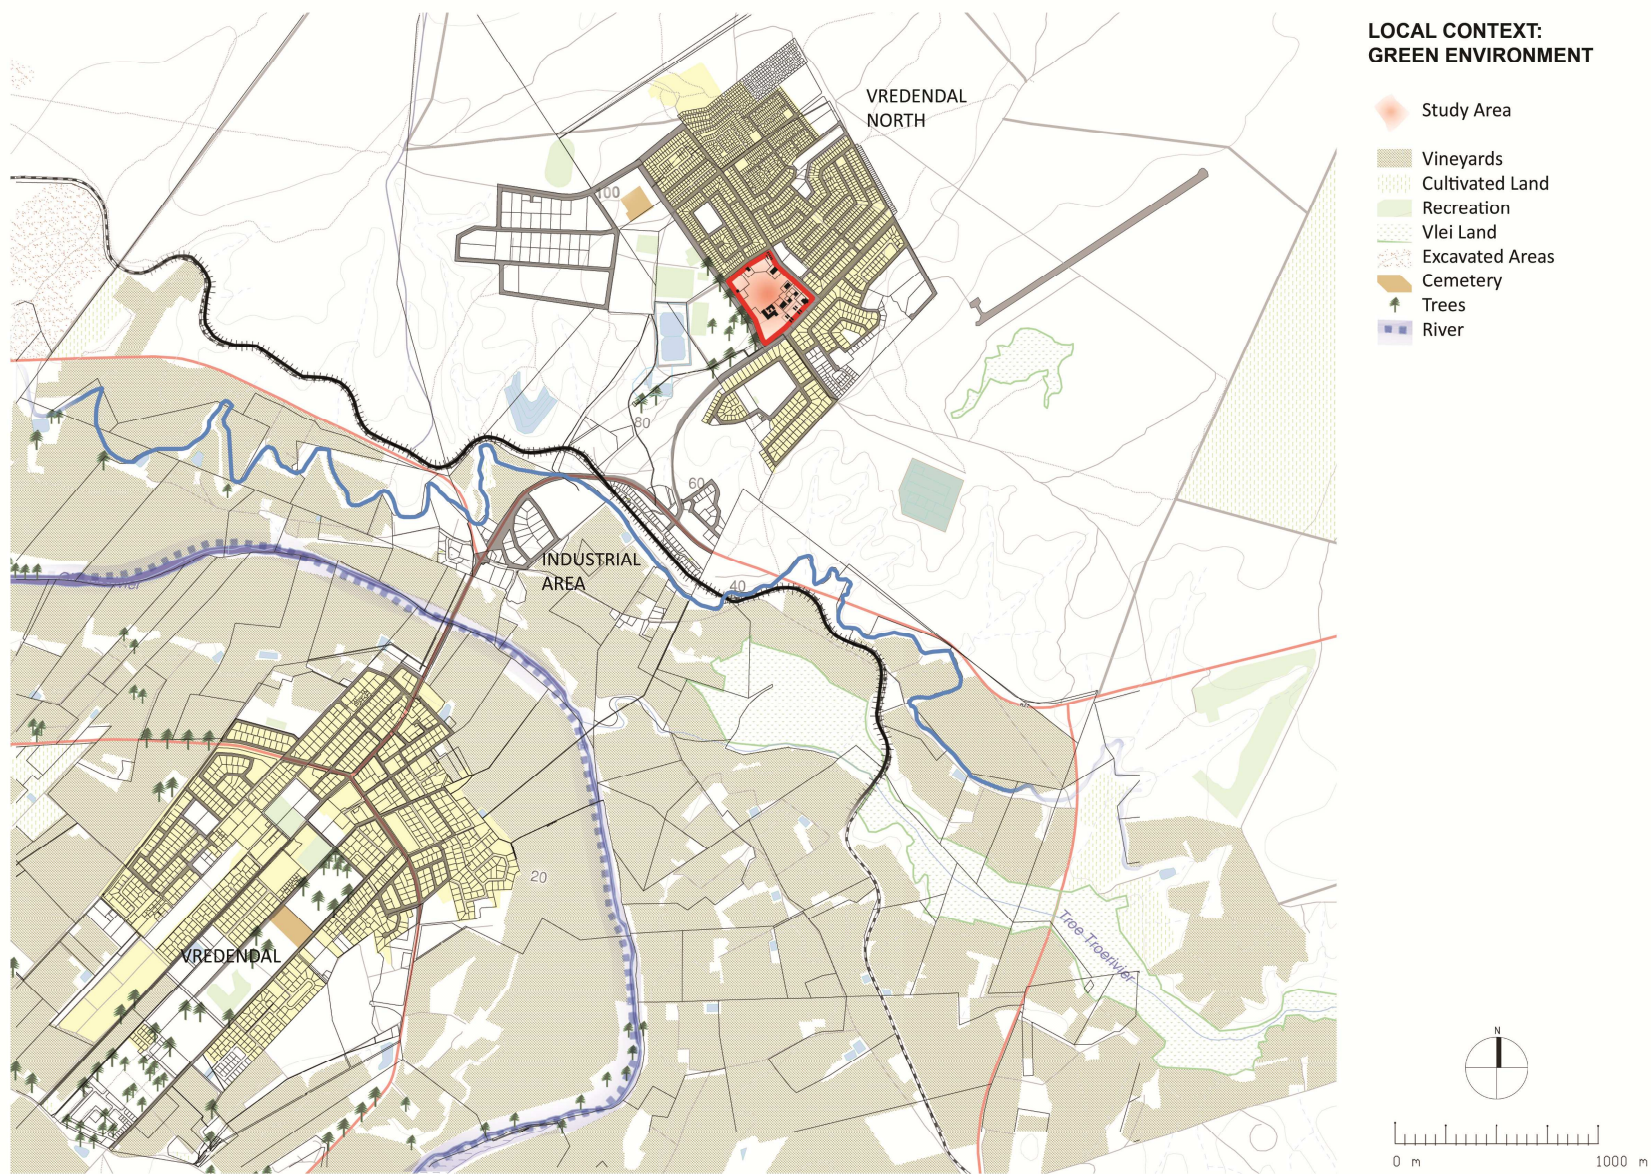 LOCAL CONTEXT:
GREEN ENVIRONMENT
Study Area
Vineyards
Cultivated Land
Recreation
Vlei Land
Excavated Areas
Cemetery
Trees
River
VREDENDAL
NORTH
100
80
60
INDUSTRIAL
AREA
40
20
VREDENDAL
Troe Troerivier
N
0 m
1000 m